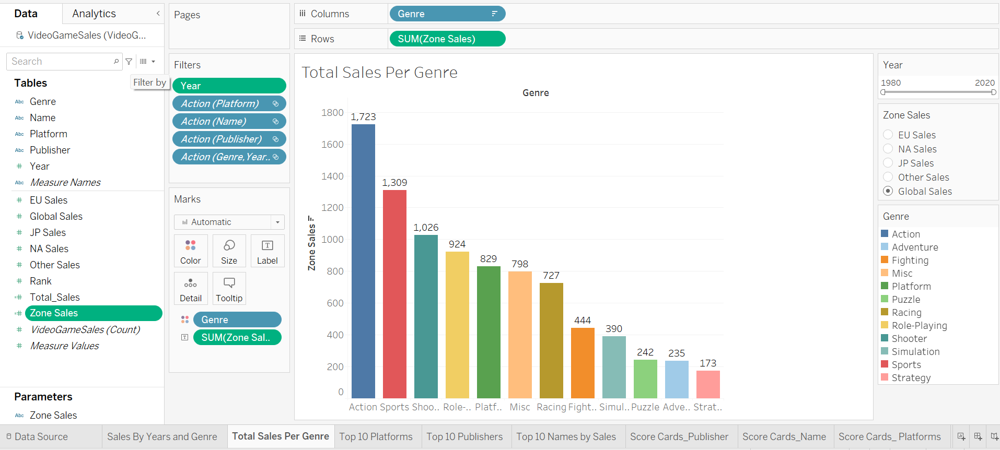 Data
Analytics
VideoGameSales (VideoG...
Search
Filter by
Tables
Abc Genre
Abc Name
Abc Platform
Abc Publisher
# Year
Abc Measure Names
# EU Sales
# Global Sales
# JP Sales
# NA Sales
# Other Sales
# Rank
=# Total_Sales
=# Zone Sales
# VideoGameSales (Count)
# Measure Values
Parameters
Abc Zone Sales
Pages
Filters
Year
Action (Platform)
Action (Name)
Action (Publisher)
Action (Genre,Year..
Marks
Automatic
Color
Size
T
Label
Detail
Tooltip
Genre
T SUM(Zone Sal..
Columns
Genre
Rows
SUM(Zone Sales)
Total Sales Per Genre
Genre
Zone Sales
1800
1600
1400
1200
1000
800
600
400
200
0
1,723
1,309
1,026
924
829
798
727
444
390
242
235
173
Action Sports Shoo.. Role-.. Platf.. Misc Racing Fight.. Simul.. Puzzle Adve.. Strat..
Year
1980 2020
Zone Sales
EU Sales
NA Sales
JP Sales
Other Sales
Global Sales
Genre
Action
Adventure
Fighting
Misc
Platform
Puzzle
Racing
Role-Playing
Shooter
Simulation
Sports
Strategy
Data Source
Sales By Years and Genre
Total Sales Per Genre
Top 10 Platforms
Top 10 Publishers
Top 10 Names by Sales
Score Cards_Publisher
Score Cards_Name
Score Cards_ Platforms